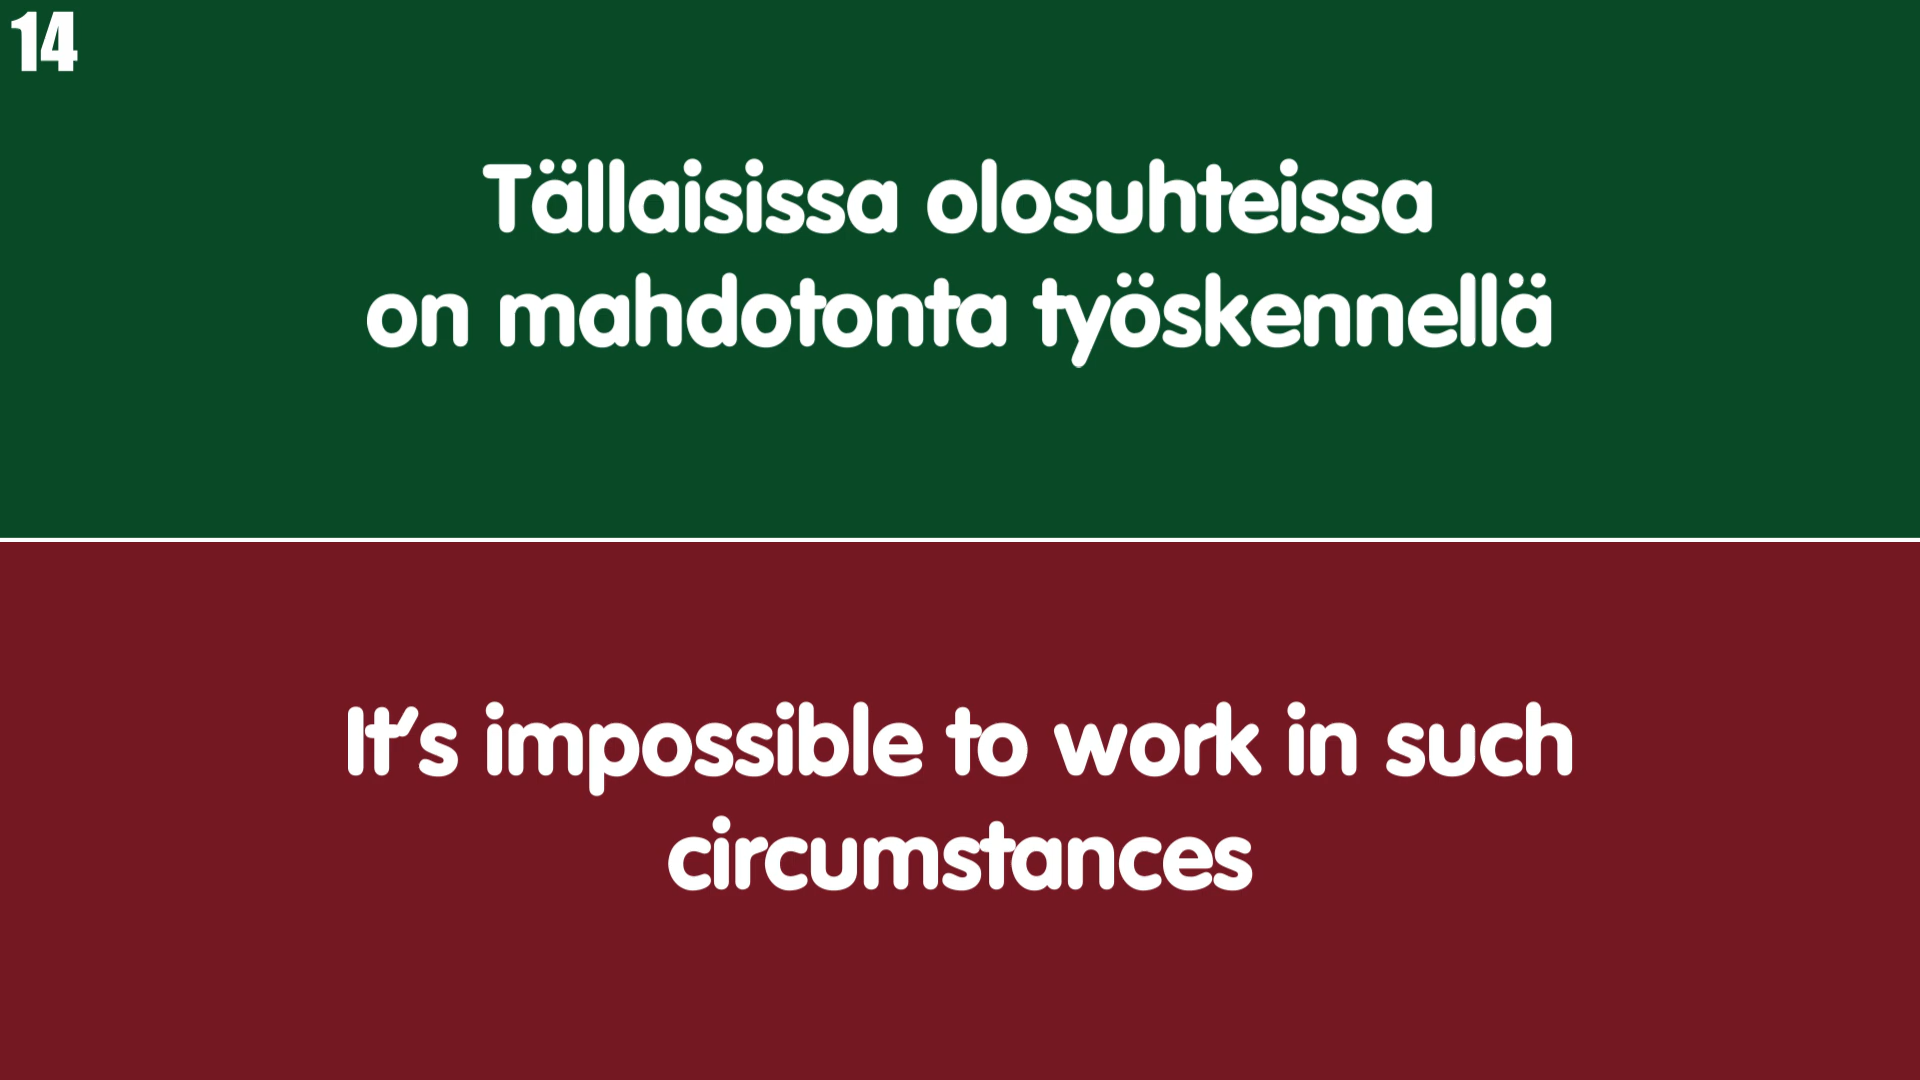 14
Tällaisissa olosuhteissa
on mahdotonta työskennellä
It's impossible to work in such
circumstances